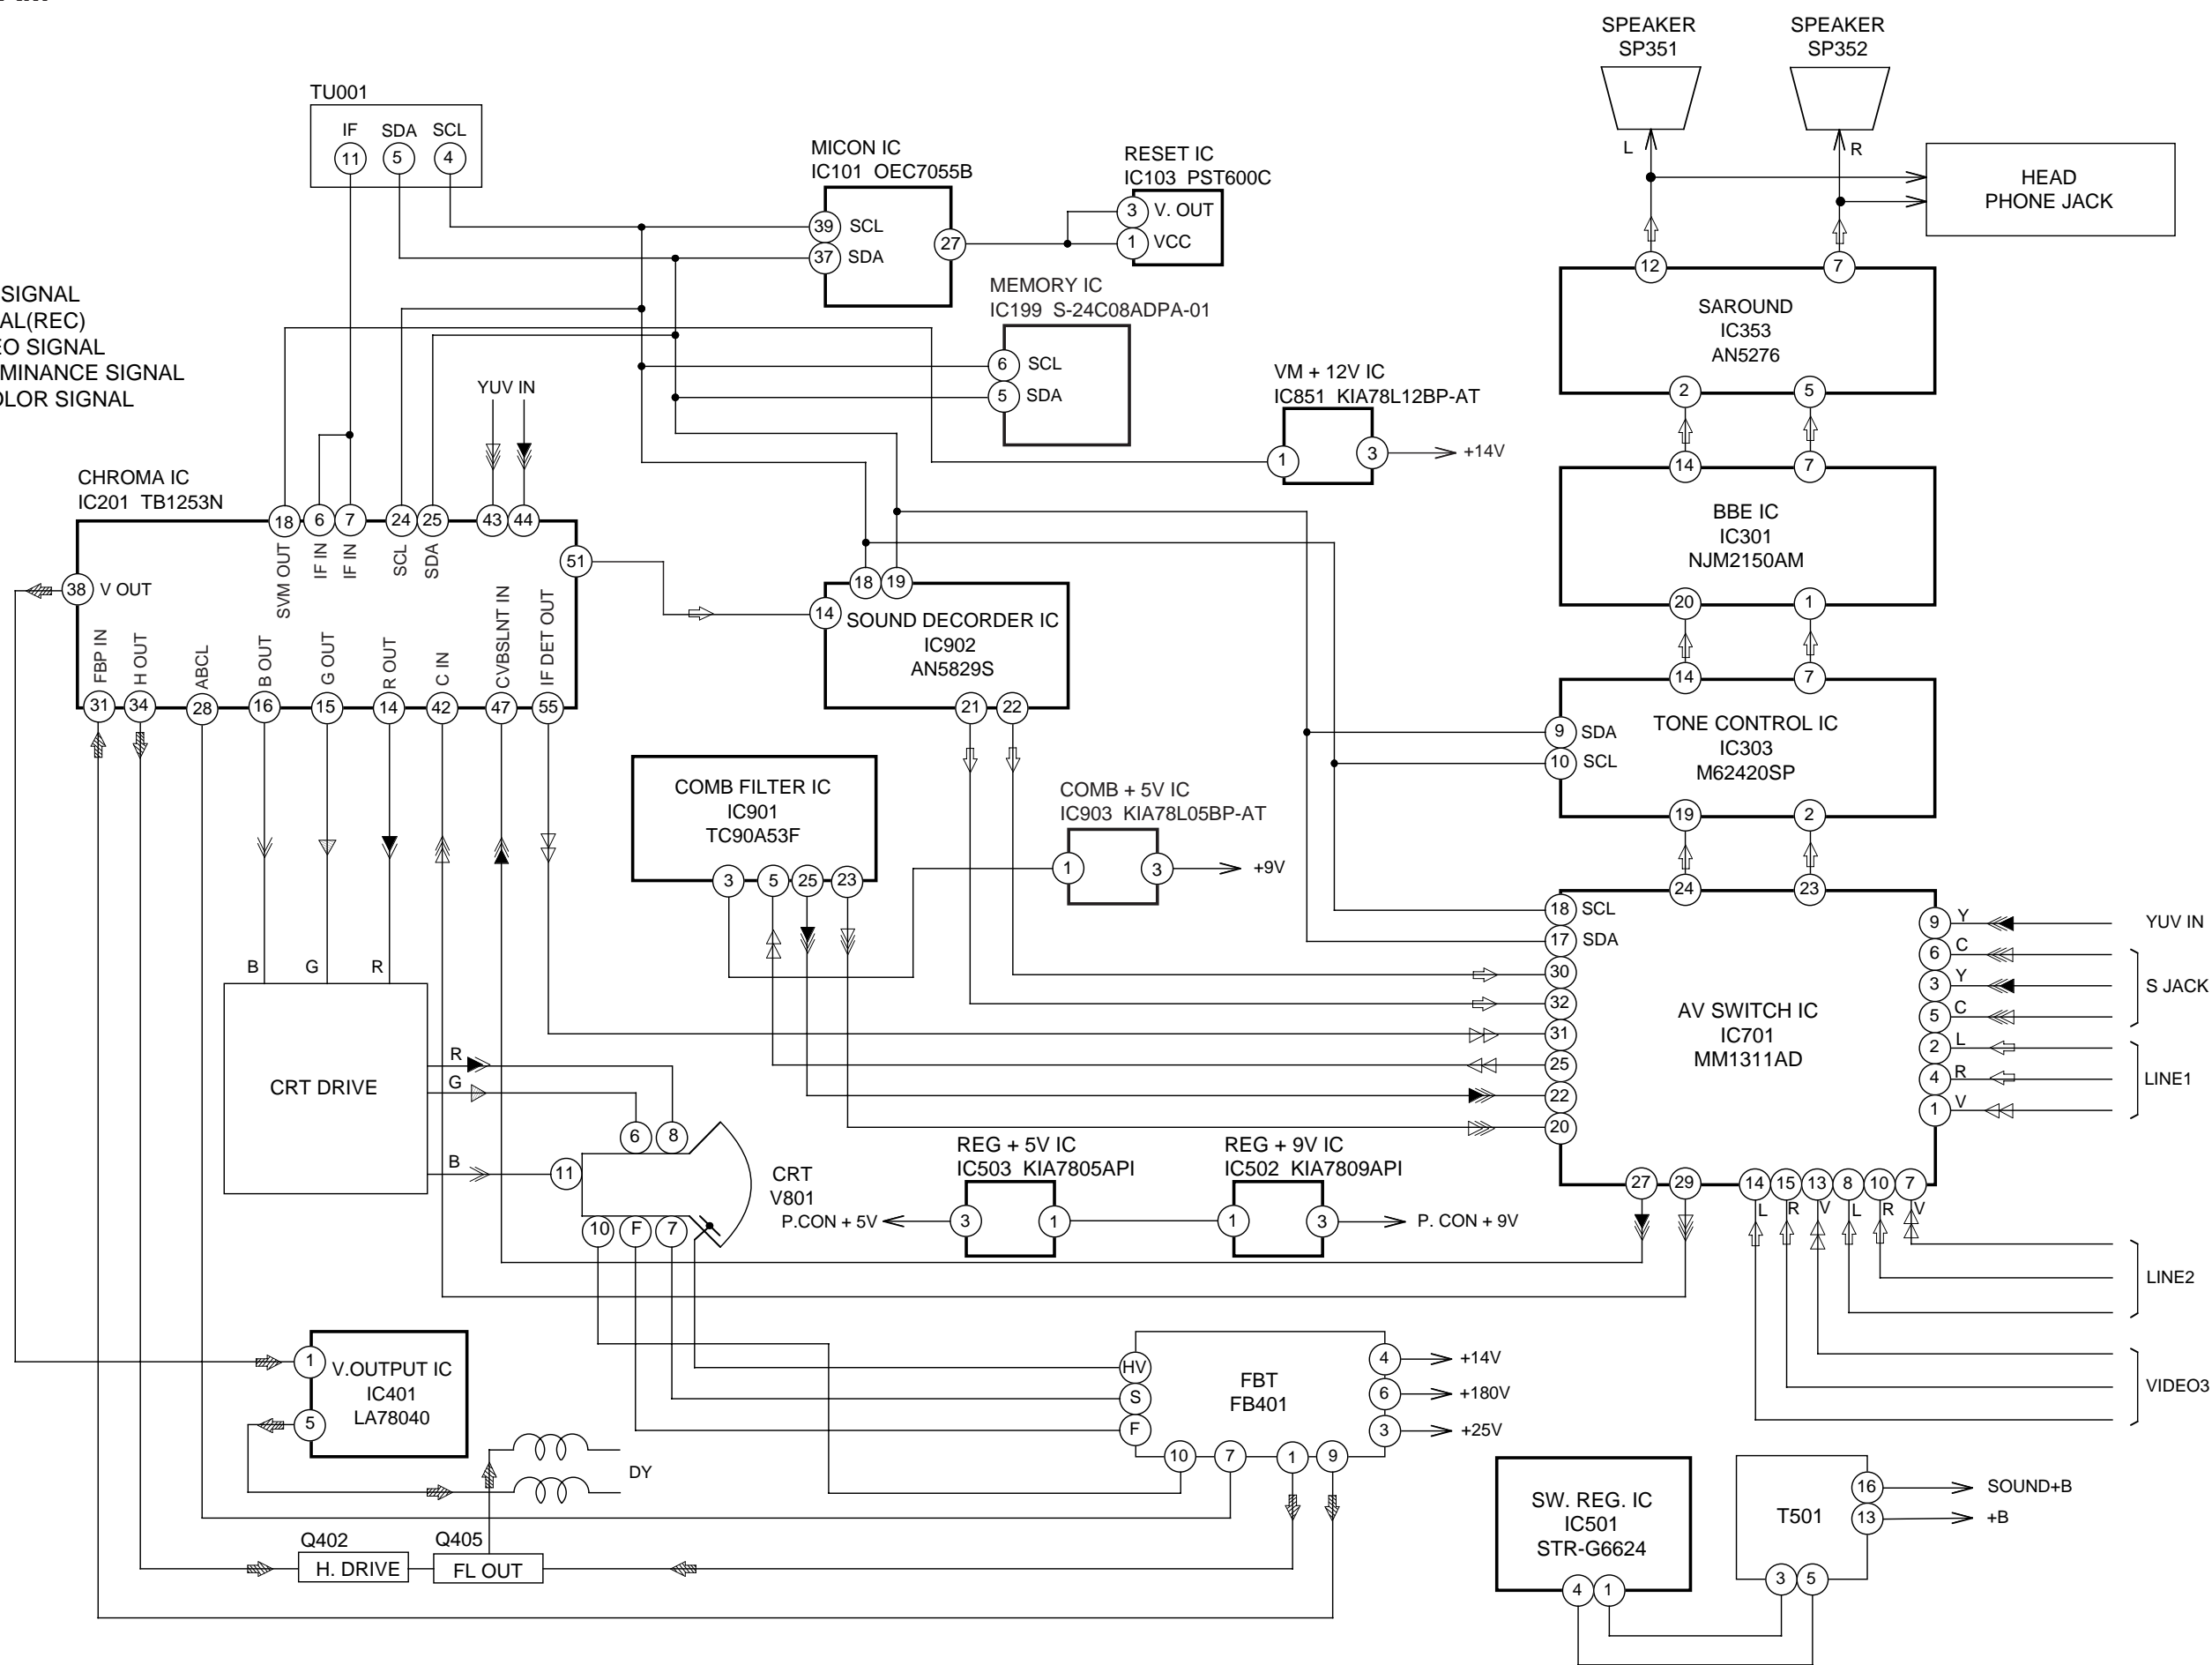 SPEAKER
SP351
SPEAKER
SP352
L
R
HEAD
PHONE JACK
TU001
IF
SDA
SCL
11
5
4
MICON IC
IC101 OEC7055B
39
SCL
37
SDA
27
RESET IC
IC103 PST600C
3
V. OUT
1
VCC
MEMORY IC
IC199 S-24C08ADPA-01
6
SCL
5
SDA
SIGNAL
AL(REC)
EO SIGNAL
MINANCE SIGNAL
OLOR SIGNAL
YUV IN
VM + 12V IC
IC851 KIA78L12BP-AT
1
3
+14V
12
7
SAROUND
IC353
AN5276
2
5
14
7
BBE IC
IC301
NJM2150AM
20
1
14
7
TONE CONTROL IC
IC303
M62420SP
9
SDA
10
SCL
19
2
CHROMA IC
IC201 TB1253N
18
6
7
24
25
43
44
SVM OUT
IF IN
IF IN
SCL
SDA
51
38
V OUT
FBP IN
H OUT
ABCL
B OUT
G OUT
R OUT
C IN
CVBSLNT IN
IF DET OUT
31
34
28
16
15
14
42
47
55
18
19
14
SOUND DECORDER IC
IC902
AN5829S
21
22
COMB FILTER IC
IC901
TC90A53F
3
5
25
23
COMB + 5V IC
IC903 KIA78L05BP-AT
1
3
+9V
24
23
18
SCL
17
SDA
30
32
31
25
22
20
AV SWITCH IC
IC701
MM1311AD
9
Y
YUV IN
6
C
3
Y
S JACK
5
C
2
L
4
R
LINE1
1
V
27
29
14
15
13
8
10
7
L
R
V
L
R
V
LINE2
VIDEO3
B
G
R
CRT DRIVE
R
G
B
6
8
11
10
F
7
CRT
V801
REG + 5V IC
IC503 KIA7805API
P.CON + 5V
3
1
REG + 9V IC
IC502 KIA7809API
1
3
P. CON + 9V
1
V.OUTPUT IC
IC401
LA78040
5
DY
Q402
H. DRIVE
Q405
FL OUT
HV
S
F
FBT
FB401
4
+14V
6
+180V
3
+25V
10
7
1
9
SW. REG. IC
IC501
STR-G6624
4
1
T501
16
SOUND+B
13
+B
3
5